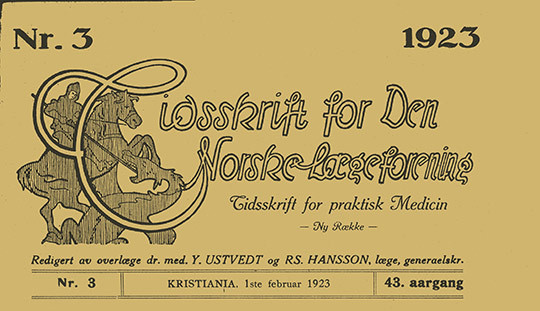 Nr. 3 1923
Tidsskrift for Den
Norske Lægeforening
Tidsskrift for praktisk Medicin
— Ny Række —
Redigert av overlæge dr. med. Y. USTVEDT og RS. HANSSON, læge, generaelskr.
Nr. 3 KRISTIANIA, 1ste februar 1923 43. aargang